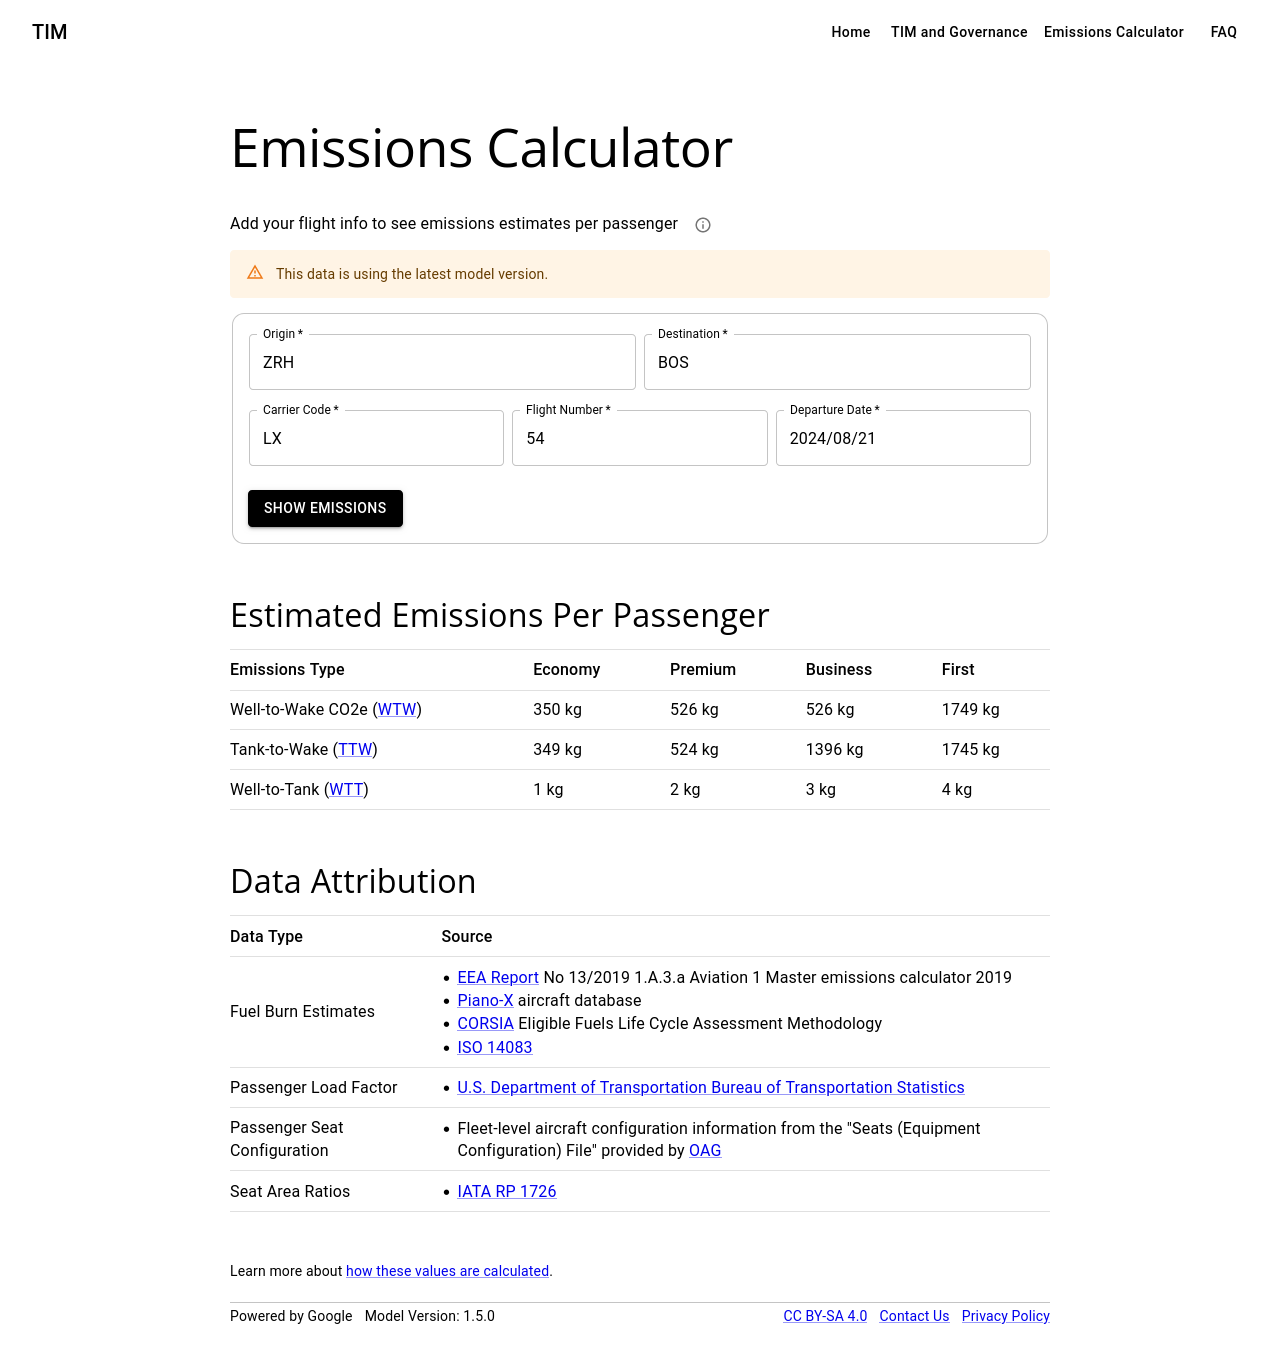 TIM Home TIM and Governance Emissions Calculator FAQ
Emissions Calculator
Add your flight info to see emissions estimates per passenger
This data is using the latest model version.
Origin * Destination *
ZRH BOS
Carrier Code * Flight Number * Departure Date *
LX 54 2024/08/21
SHOW EMISSIONS
Estimated Emissions Per Passenger
Emissions Type Economy Premium Business First
Well-to-Wake CO2e (WTW) 350 kg 526 kg 526 kg 1749 kg
Tank-to-Wake (TTW) 349 kg 524 kg 1396 kg 1745 kg
Well-to-Tank (WTT) 1 kg 2 kg 3 kg 4 kg
Data Attribution
Data Type Source
Fuel Burn Estimates
• EEA Report No 13/2019 1.A.3.a Aviation 1 Master emissions calculator 2019
• Piano-X aircraft database
• CORSIA Eligible Fuels Life Cycle Assessment Methodology
• ISO 14083
Passenger Load Factor • U.S. Department of Transportation Bureau of Transportation Statistics
Passenger Seat
Configuration
• Fleet-level aircraft configuration information from the "Seats (Equipment
Configuration) File" provided by OAG
Seat Area Ratios • IATA RP 1726
Learn more about how these values are calculated.
Powered by Google Model Version: 1.5.0 CC BY-SA 4.0 Contact Us Privacy Policy